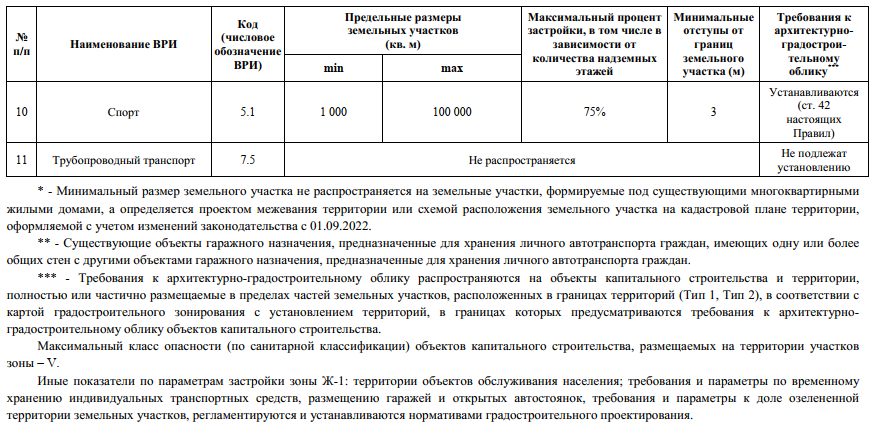 № п/п
Наименование ВРИ
Код (числовое обозначение ВРИ)
Предельные размеры земельных участков (кв. м)
min
max
Максимальный процент застройки, в том числе в зависимости от количества надземных этажей
Минимальные отступы от границ земельного участка (м)
Требования к архитектурно-градострои-тельному облику***
10 Спорт 5.1 1 000 100 000 75% 3 Устанавливаются (ст. 42 настоящих Правил)
11 Трубопроводный транспорт 7.5 Не распространяется Не подлежат установлению
* - Минимальный размер земельного участка не распространяется на земельные участки, формируемые под существующими многоквартирными
жилыми домами, а определяется проектом межевания территории или схемой расположения земельного участка на кадастровой плане территории,
оформляемой с учетом изменений законодательства с 01.09.2022.
** - Существующие объекты гаражного назначения, предназначенные для хранения личного автотранспорта граждан, имеющих одну или более
общих стен с другими объектами гаражного назначения, предназначенные для хранения личного автотранспорта граждан.
*** - Требования к архитектурно-градостроительному облику распространяются на объекты капитального строительства и территории,
полностью или частично размещаемые в пределах частей земельных участков, расположенных в границах территорий (Тип 1, Тип 2), в соответствии с
картой градостроительного зонирования с установлением территорий, в границах которых предусматриваются требования к архитектурно-
градостроительному облику объектов капитального строительства.
Максимальный класс опасности (по санитарной классификации) объектов капитального строительства, размещаемых на территории участков
зоны – V.
Иные показатели по параметрам застройки зоны Ж-1: территории объектов обслуживания населения; требования и параметры по временному
хранению индивидуальных транспортных средств, размещению гаражей и открытых автостоянок, требования и параметры к доле озелененной
территории земельных участков, регламентируются и устанавливаются нормативами градостроительного проектирования.